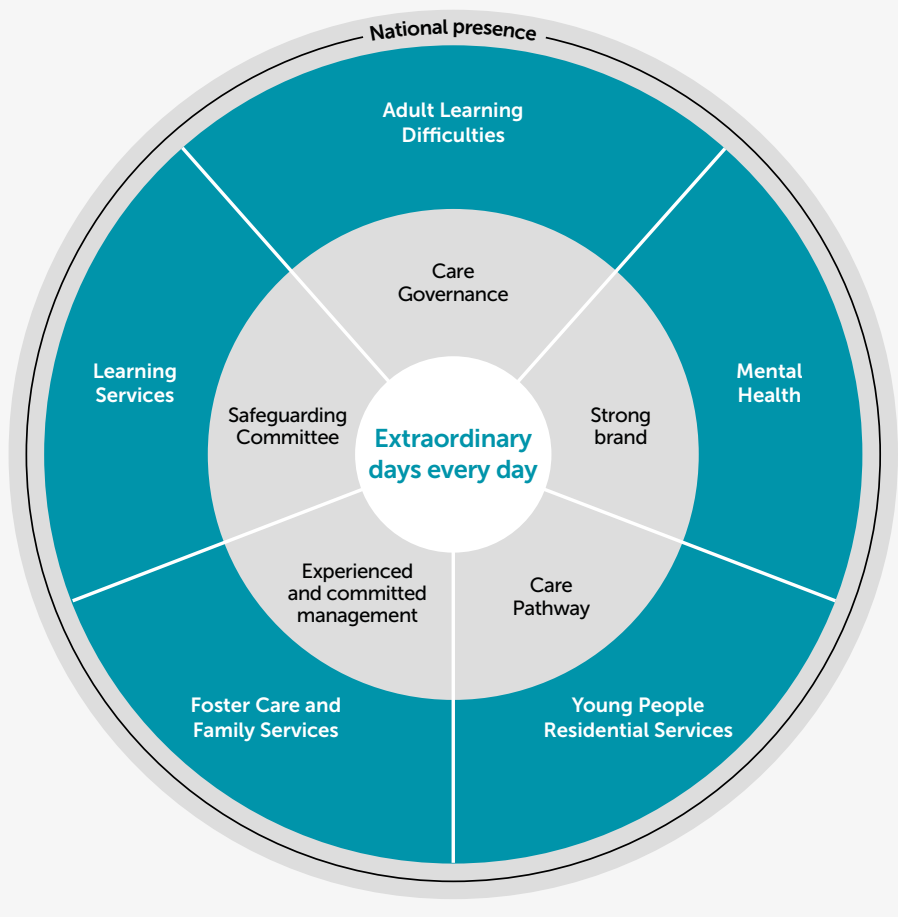 National presence
Adult Learning
Difficulties
Care
Governance
Learning
Services
Mental
Health
Safeguarding
Committee
Strong
brand
Extraordinary
days every day
Experienced
and committed
management
Care
Pathway
Foster Care and
Family Services
Young People
Residential Services